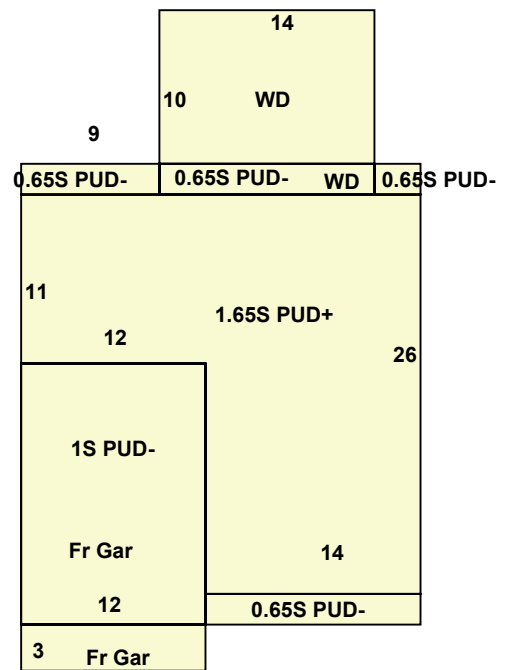 14
10 WD
9
0.65S PUD- 0.65S PUD- WD 0.65S PUD-
11
1.65S PUD+
12
26
1S PUD-
Fr Gar
14
12
0.65S PUD-
3 Fr Gar